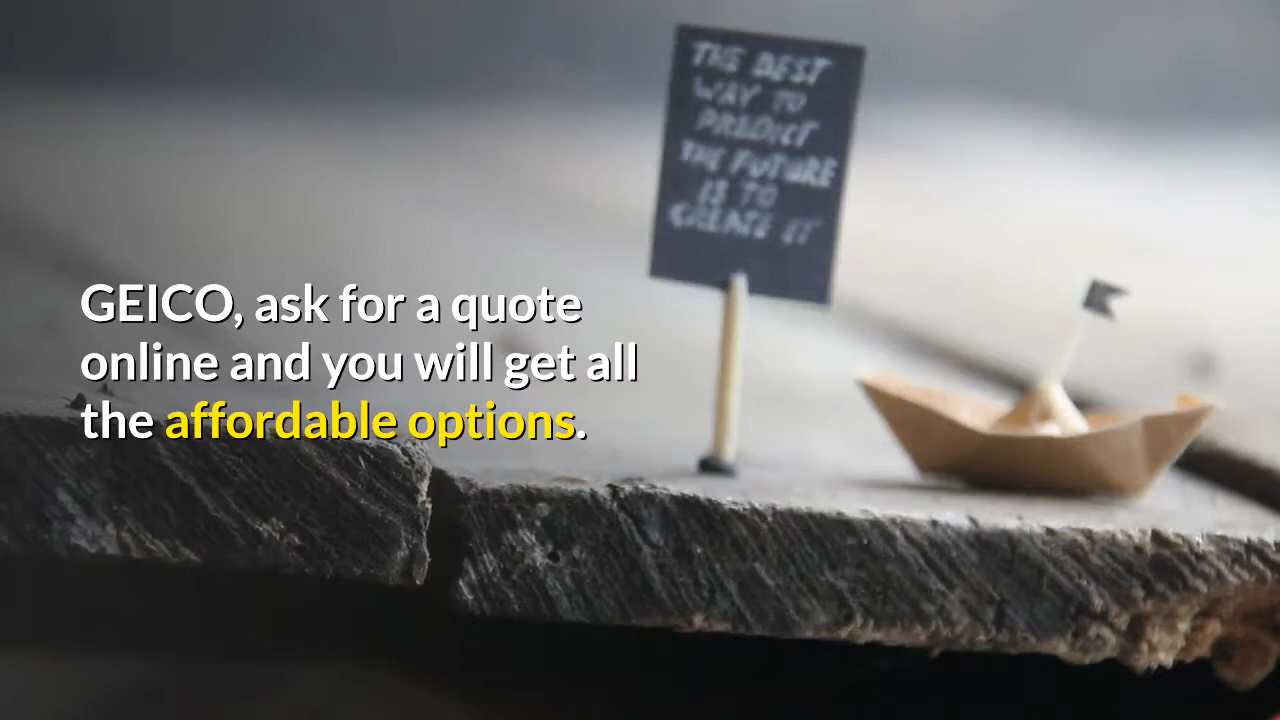 THE BEST
WAY TO
PREDICT
THE FUTURE
IS TO
CREATE IT
GEICO, ask for a quote
online and you will get all
the affordable options.